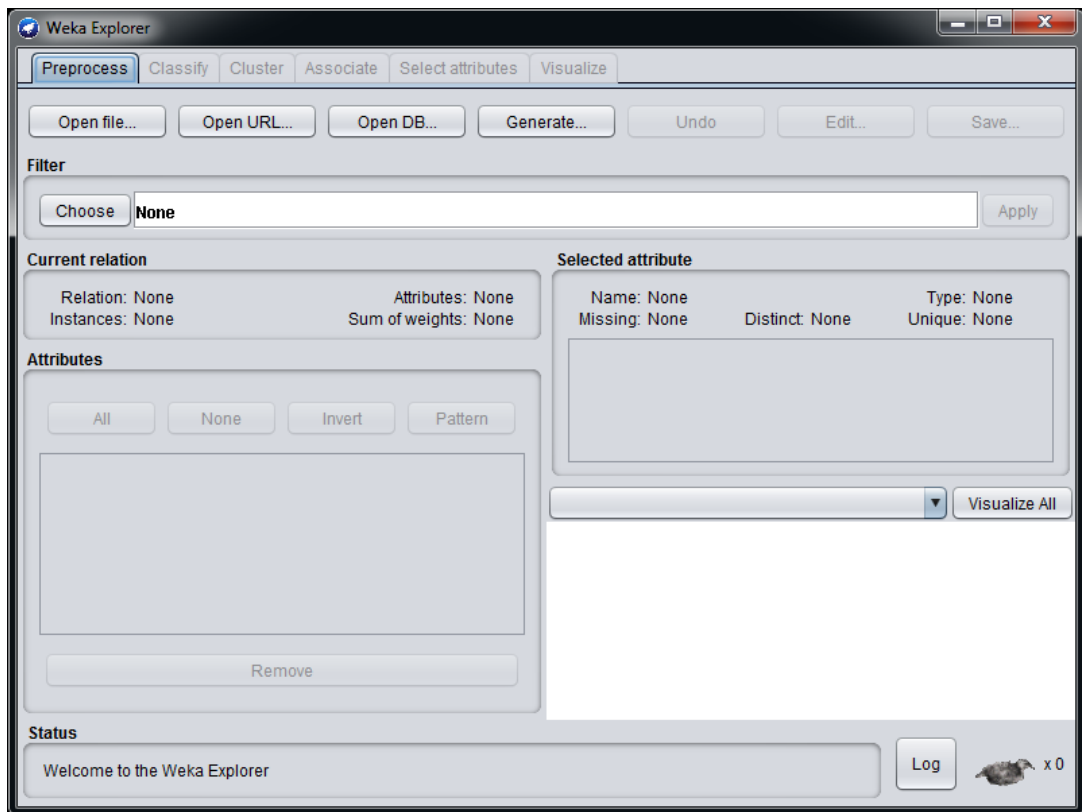 Weka Explorer
Preprocess Classify Cluster Associate Select attributes Visualize
Open file... Open URL... Open DB... Generate... Undo Edit... Save...
Filter
Choose None Apply
Current relation
Relation: None Attributes: None
Instances: None Sum of weights: None
Selected attribute
Name: None Type: None
Missing: None Distinct: None Unique: None
Attributes
All None Invert Pattern
Remove
Visualize All
Status
Welcome to the Weka Explorer
Log x 0